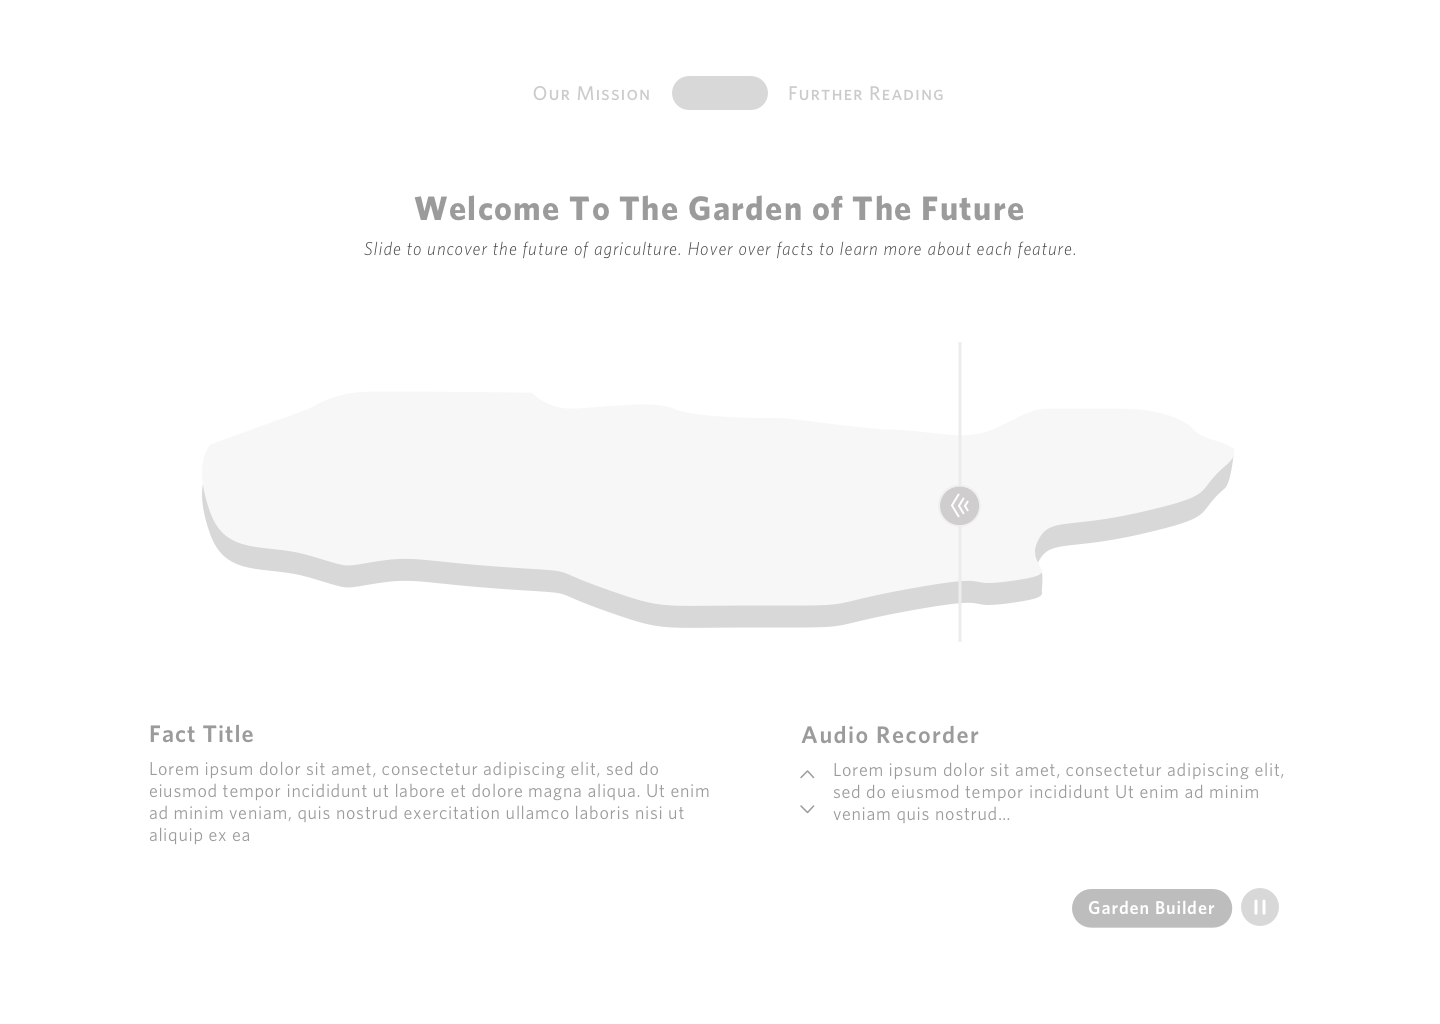 Our Mission
Further Reading
Welcome To The Garden of The Future
Slide to uncover the future of agriculture. Hover over facts to learn more about each feature.
Fact Title
Lorem ipsum dolor sit amet, consectetur adipiscing elit, sed do
eiusmod tempor incididunt ut labore et dolore magna aliqua. Ut enim
ad minim veniam, quis nostrud exercitation ullamco laboris nisi ut
aliquip ex ea
Audio Recorder
Lorem ipsum dolor sit amet, consectetur adipiscing elit,
sed do eiusmod tempor incididunt Ut enim ad minim
veniam quis nostrud...
Garden Builder